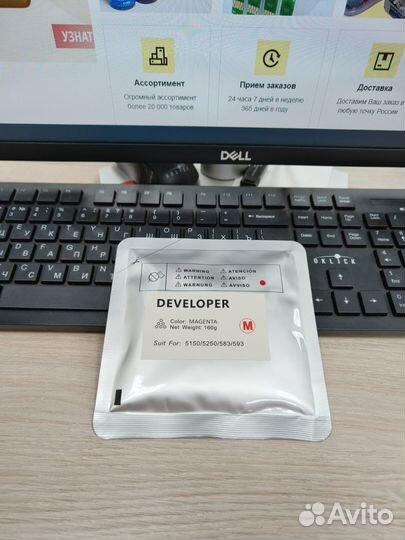 УЗНАТ
Ассортимент
Огромный ассортимент
более 20 000 товаров
Прием заказов
24 часа 7 дней в неделю
365 дней в году
Доставка
Доставим Ваш заказ в
любую точку России
DELL
OKLICK
WARNING
ATENCIÓN
ATTENTION
AVISO
WARNUNG
AVVISO
DEVELOPER
Color: MAGENTA
Net Weight: 160g
M
Suit For: 5150/5250/583/593
Avito